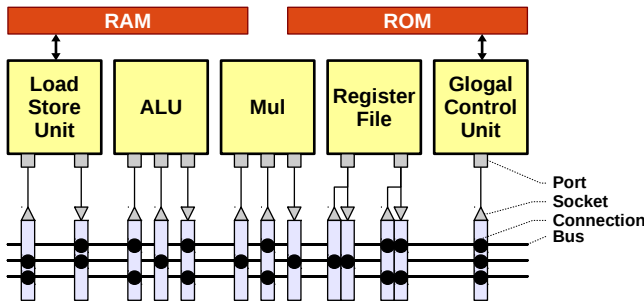 RAM
ROM
Load
Store
Unit
ALU
Mul
Register
File
Glogal
Control
Unit
Port
Socket
Connection
Bus